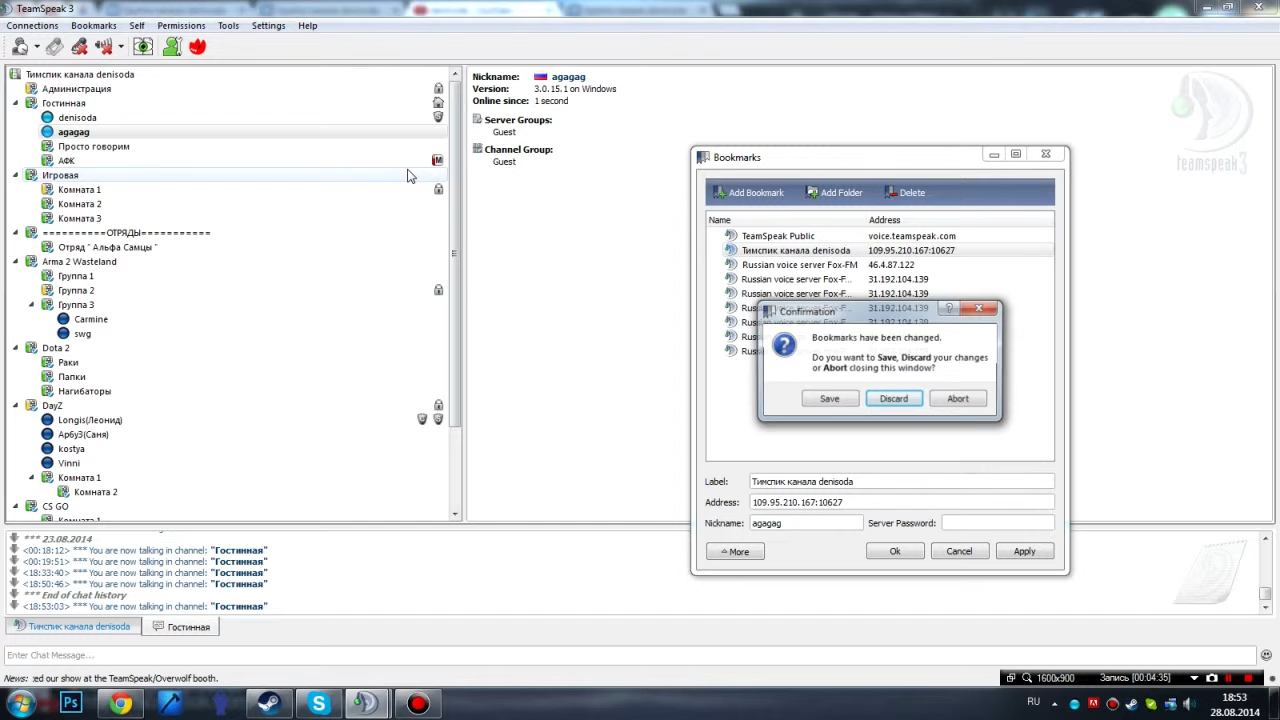 TeamSpeak 3
Connections Bookmarks Self Permissions Tools Settings Help
Тимспик канала denisoda
Администрация
Гостинная
denisoda
agagag
Просто говорим
АФК
M
Игровая
Комната 1
Комната 2
Комната 3
==========ОТРЯДЫ===========
Отряд " Альфа Самцы "
Arma 2 Wasteland
Группа 1
Группа 2
Группа 3
Carmine
swg
Dota 2
Раки
Папки
Нагибаторы
DayZ
Longis(Леонид)
Арбуз(Саня)
kostya
Vinni
Комната 1
Комната 2
CS GO
Комната 1
Nickname: agagag
Version: 3.0.15.1 on Windows
Online since: 1 second
Server Groups:
Guest
Channel Group:
Guest
teamspeak3
Bookmarks
Add Bookmark Add Folder Delete
Name Address
TeamSpeak Public voice.teamspeak.com
Тимспик канала denisoda 109.95.210.167:10627
Russian voice server Fox-FM 46.4.87.122
Russian voice server Fox-F... 31.192.104.139
Russian voice server Fox-F... 31.192.104.139
Confirmation
Bookmarks have been changed.
Do you want to Save, Discard your changes
or Abort closing this window?
Save Discard Abort
Label: Тимспик канала denisoda
Address: 109.95.210.167:10627
Nickname: agagag Server Password:
More Ok Cancel Apply
*** 23.08.2014
<00:18:12> *** You are now talking in channel: "Гостинная"
<00:19:51> *** You are now talking in channel: "Гостинная"
<18:33:40> *** You are now talking in channel: "Гостинная"
<18:50:46> *** You are now talking in channel: "Гостинная"
*** End of chat history
<18:53:03> *** You are now talking in channel: "Гостинная"
Тимспик канала denisoda Гостинная
Enter Chat Message...
News: ed our show at the TeamSpeak/Overwolf booth.
1600x900 Запись [00:04:35]
Ps
RU
18:53
28.08.2014